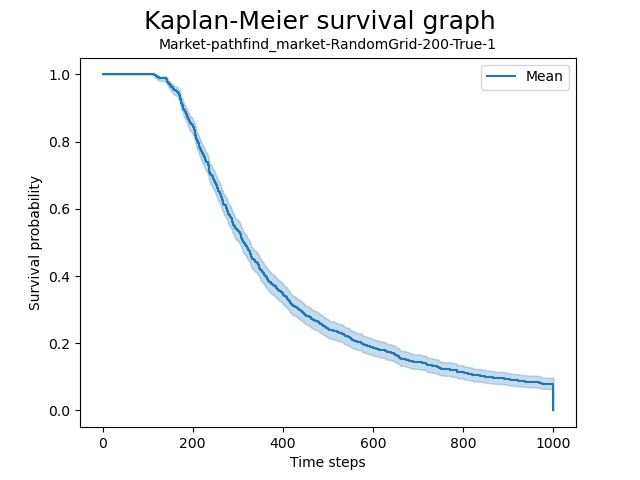 Kaplan-Meier survival graph
Market-pathfind_market-RandomGrid-200-True-1
Mean
1.0
0.8
0.6
0.4
0.2
0.0
Survival probability
0
200
400
600
800
1000
Time steps